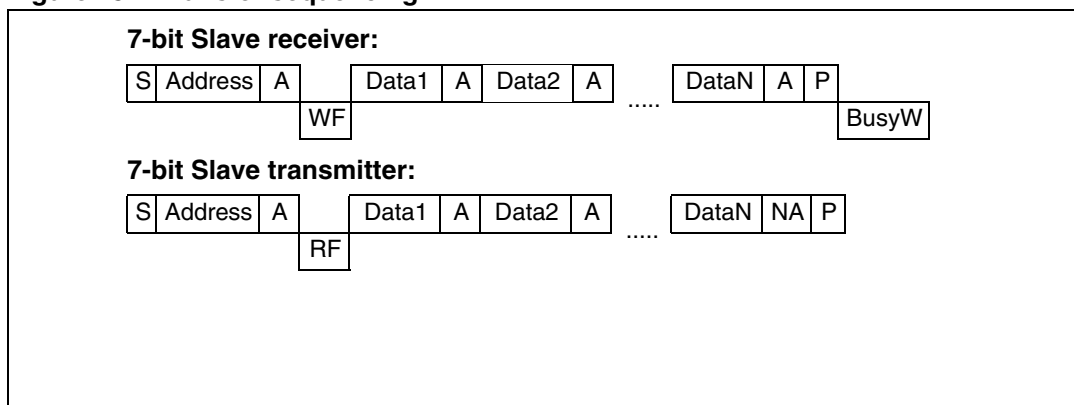 7-bit Slave receiver:
S Address A Data1 A Data2 A ..... DataN A P
WF BusyW
7-bit Slave transmitter:
S Address A Data1 A Data2 A ..... DataN NA P
RF